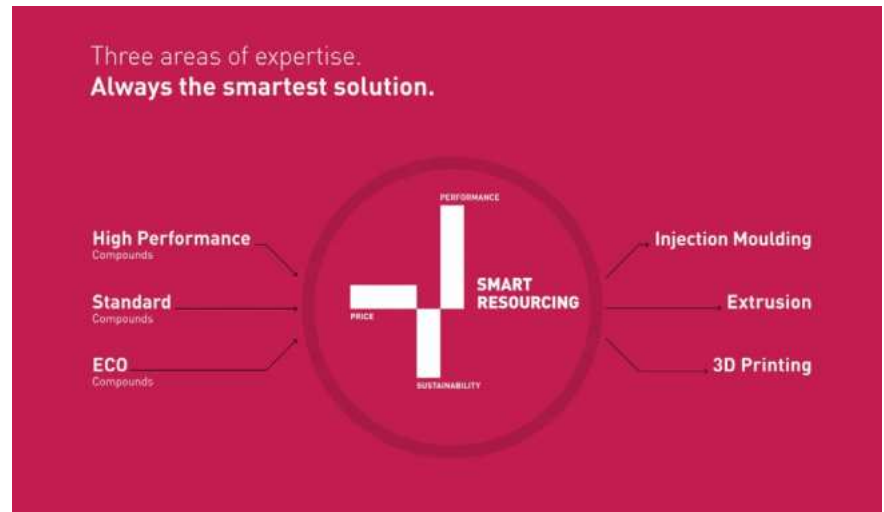 Three areas of expertise.
Always the smartest solution.
PERFORMANCE
High Performance
Compounds
Standard
Compounds
ECO
Compounds
SMART
RESOURCING
PRICE
SUSTAINABILITY
Injection Moulding
Extrusion
3D Printing